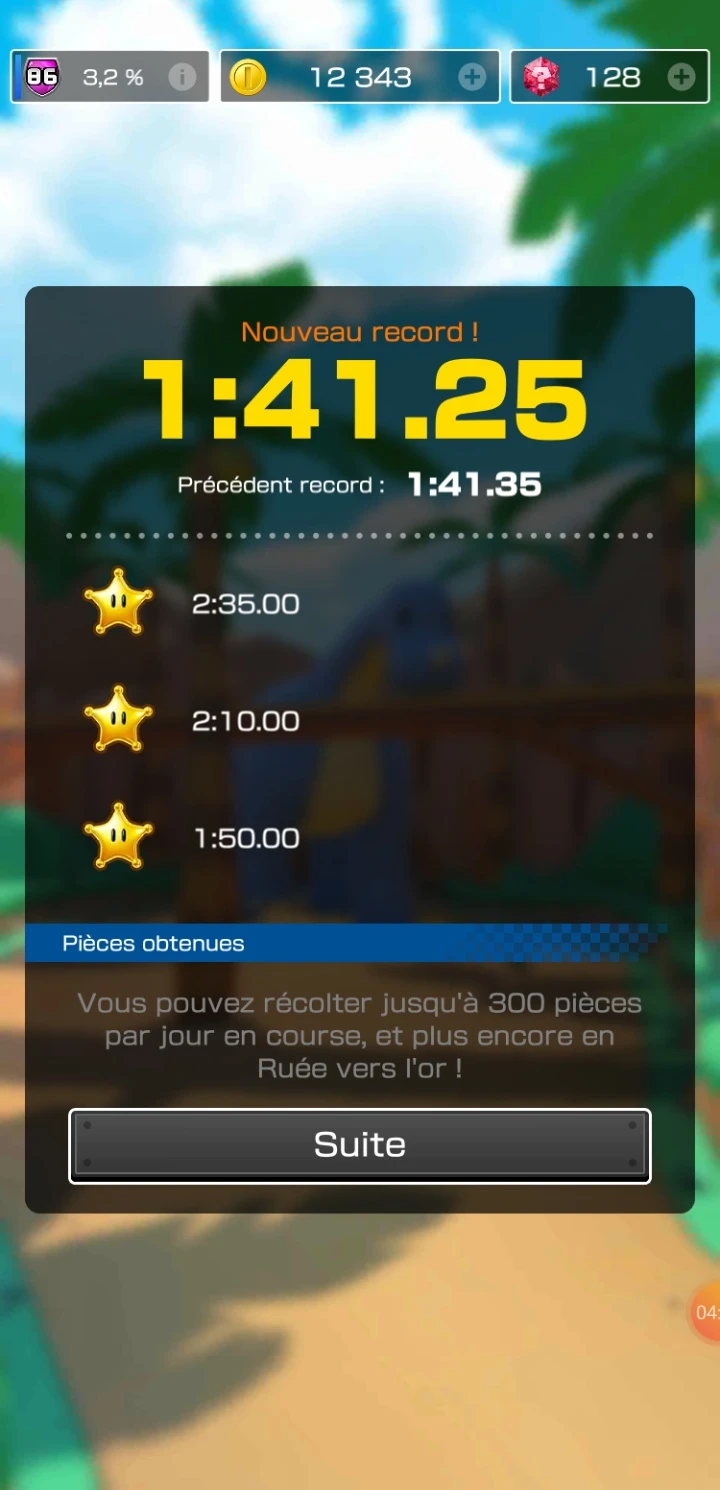 86 3,2 % 12 343 128
Nouveau record !
1:41.25
Précédent record : 1:41.35
2:35.00
2:10.00
1:50.00
Pièces obtenues
Vous pouvez récolter jusqu'à 300 pièces
par jour en course, et plus encore en
Ruée vers l'or !
Suite
04: